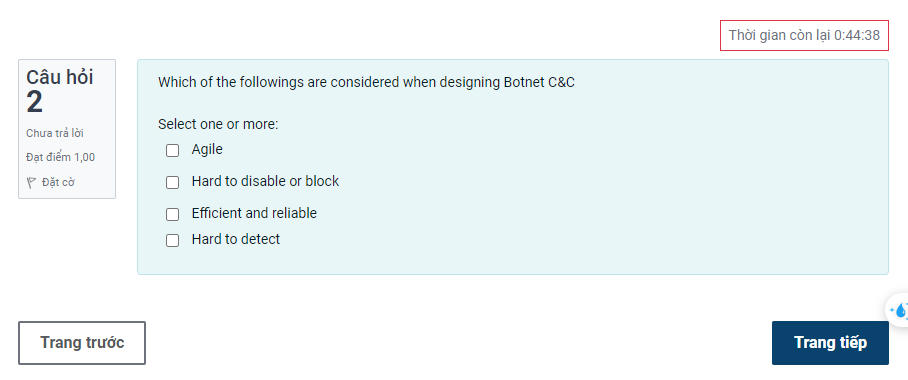 Thời gian còn lại 0:44:38
Câu hỏi
2
Chưa trả lời
Đạt điểm 1,00
Đặt cờ
Which of the followings are considered when designing Botnet C&C
Select one or more:
Agile
Hard to disable or block
Efficient and reliable
Hard to detect
Trang trước
Trang tiếp